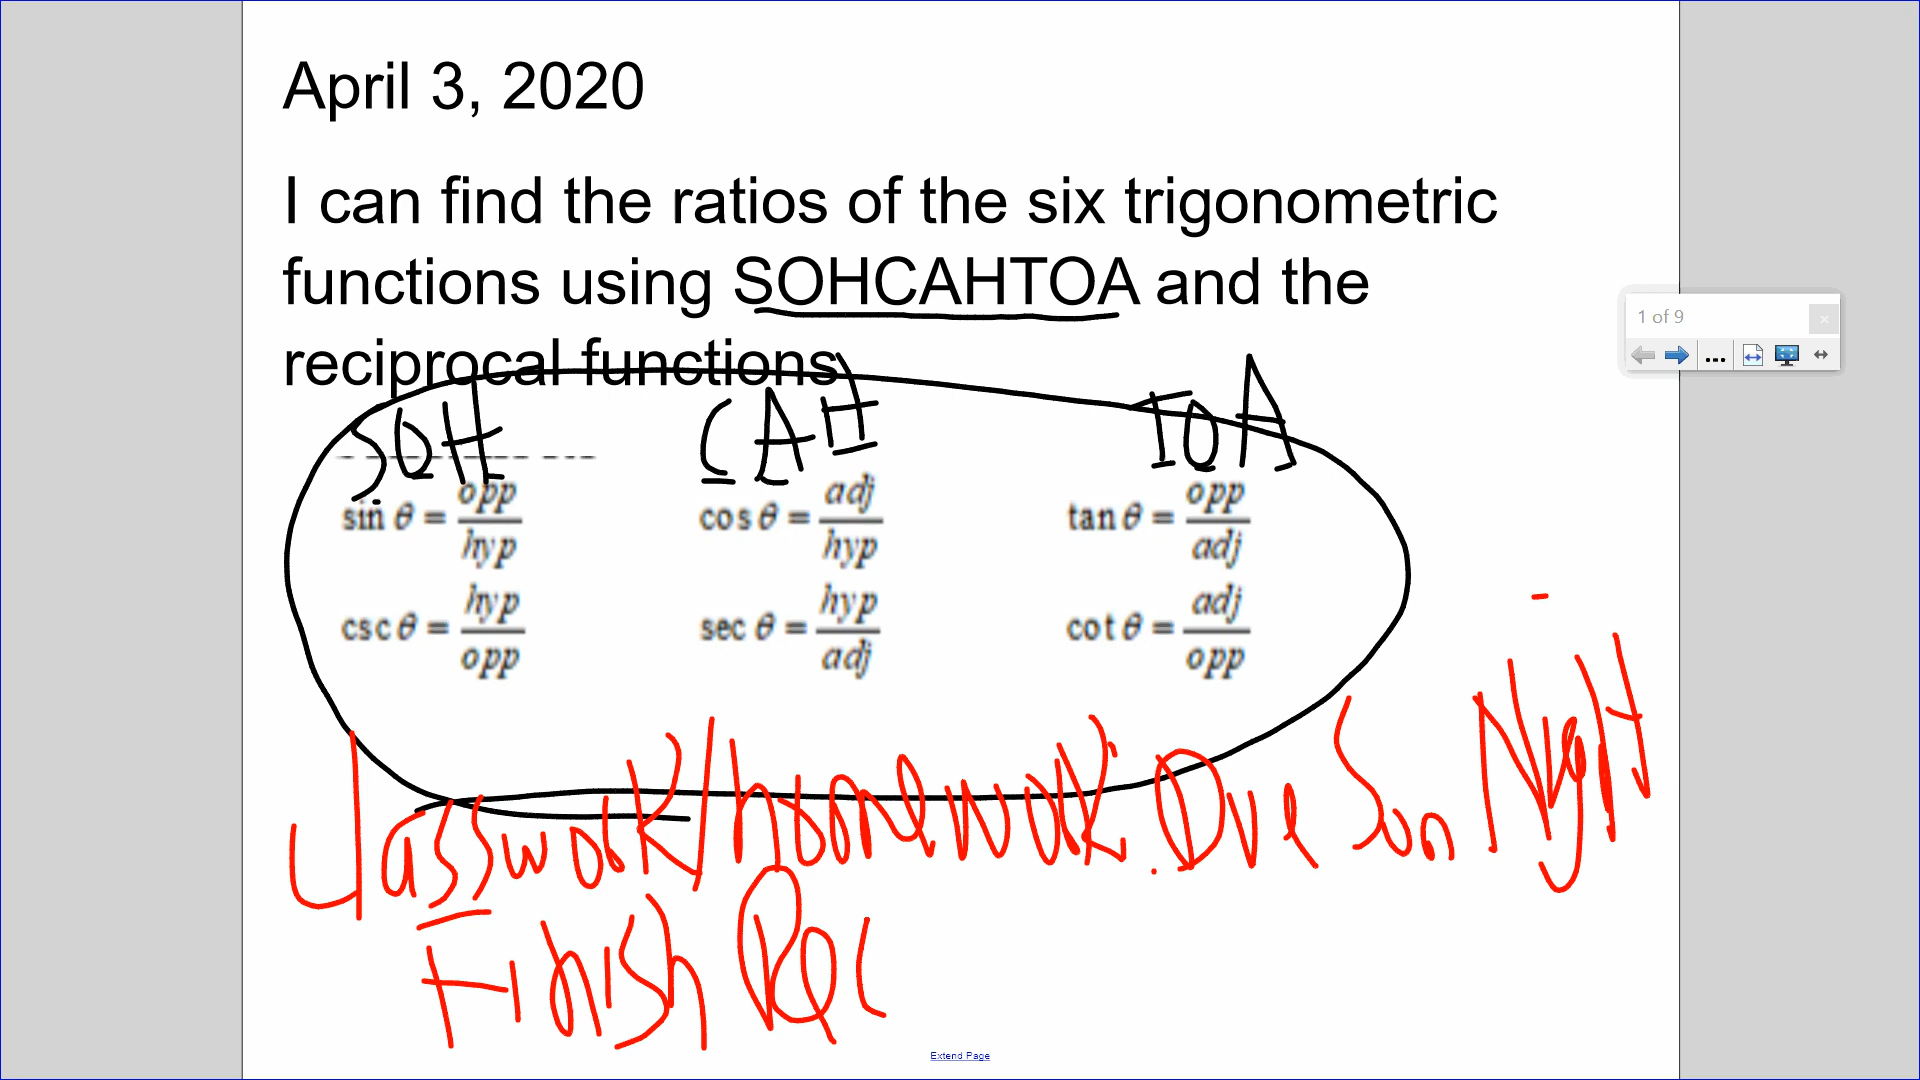 April 3, 2020
I can find the ratios of the six trigonometric
functions using SOHCAHTOA and the
reciprocal functions
1 of 9
SOH CAH TOA
sin θ = opp/hyp cos θ = adj/hyp tan θ = opp/adj
csc θ = hyp/opp sec θ = hyp/adj cot θ = adj/opp
Classwork/homework: Due Sun Night
Finish Rec
Extend Page